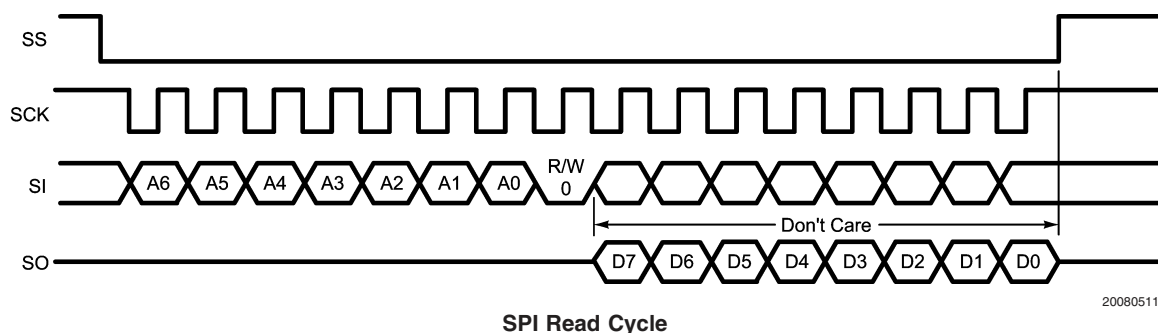 SS
SCK
SI
A6 A5 A4 A3 A2 A1 A0 R/W 0
Don't Care
SO
D7 D6 D5 D4 D3 D2 D1 D0
20080511
SPI Read Cycle